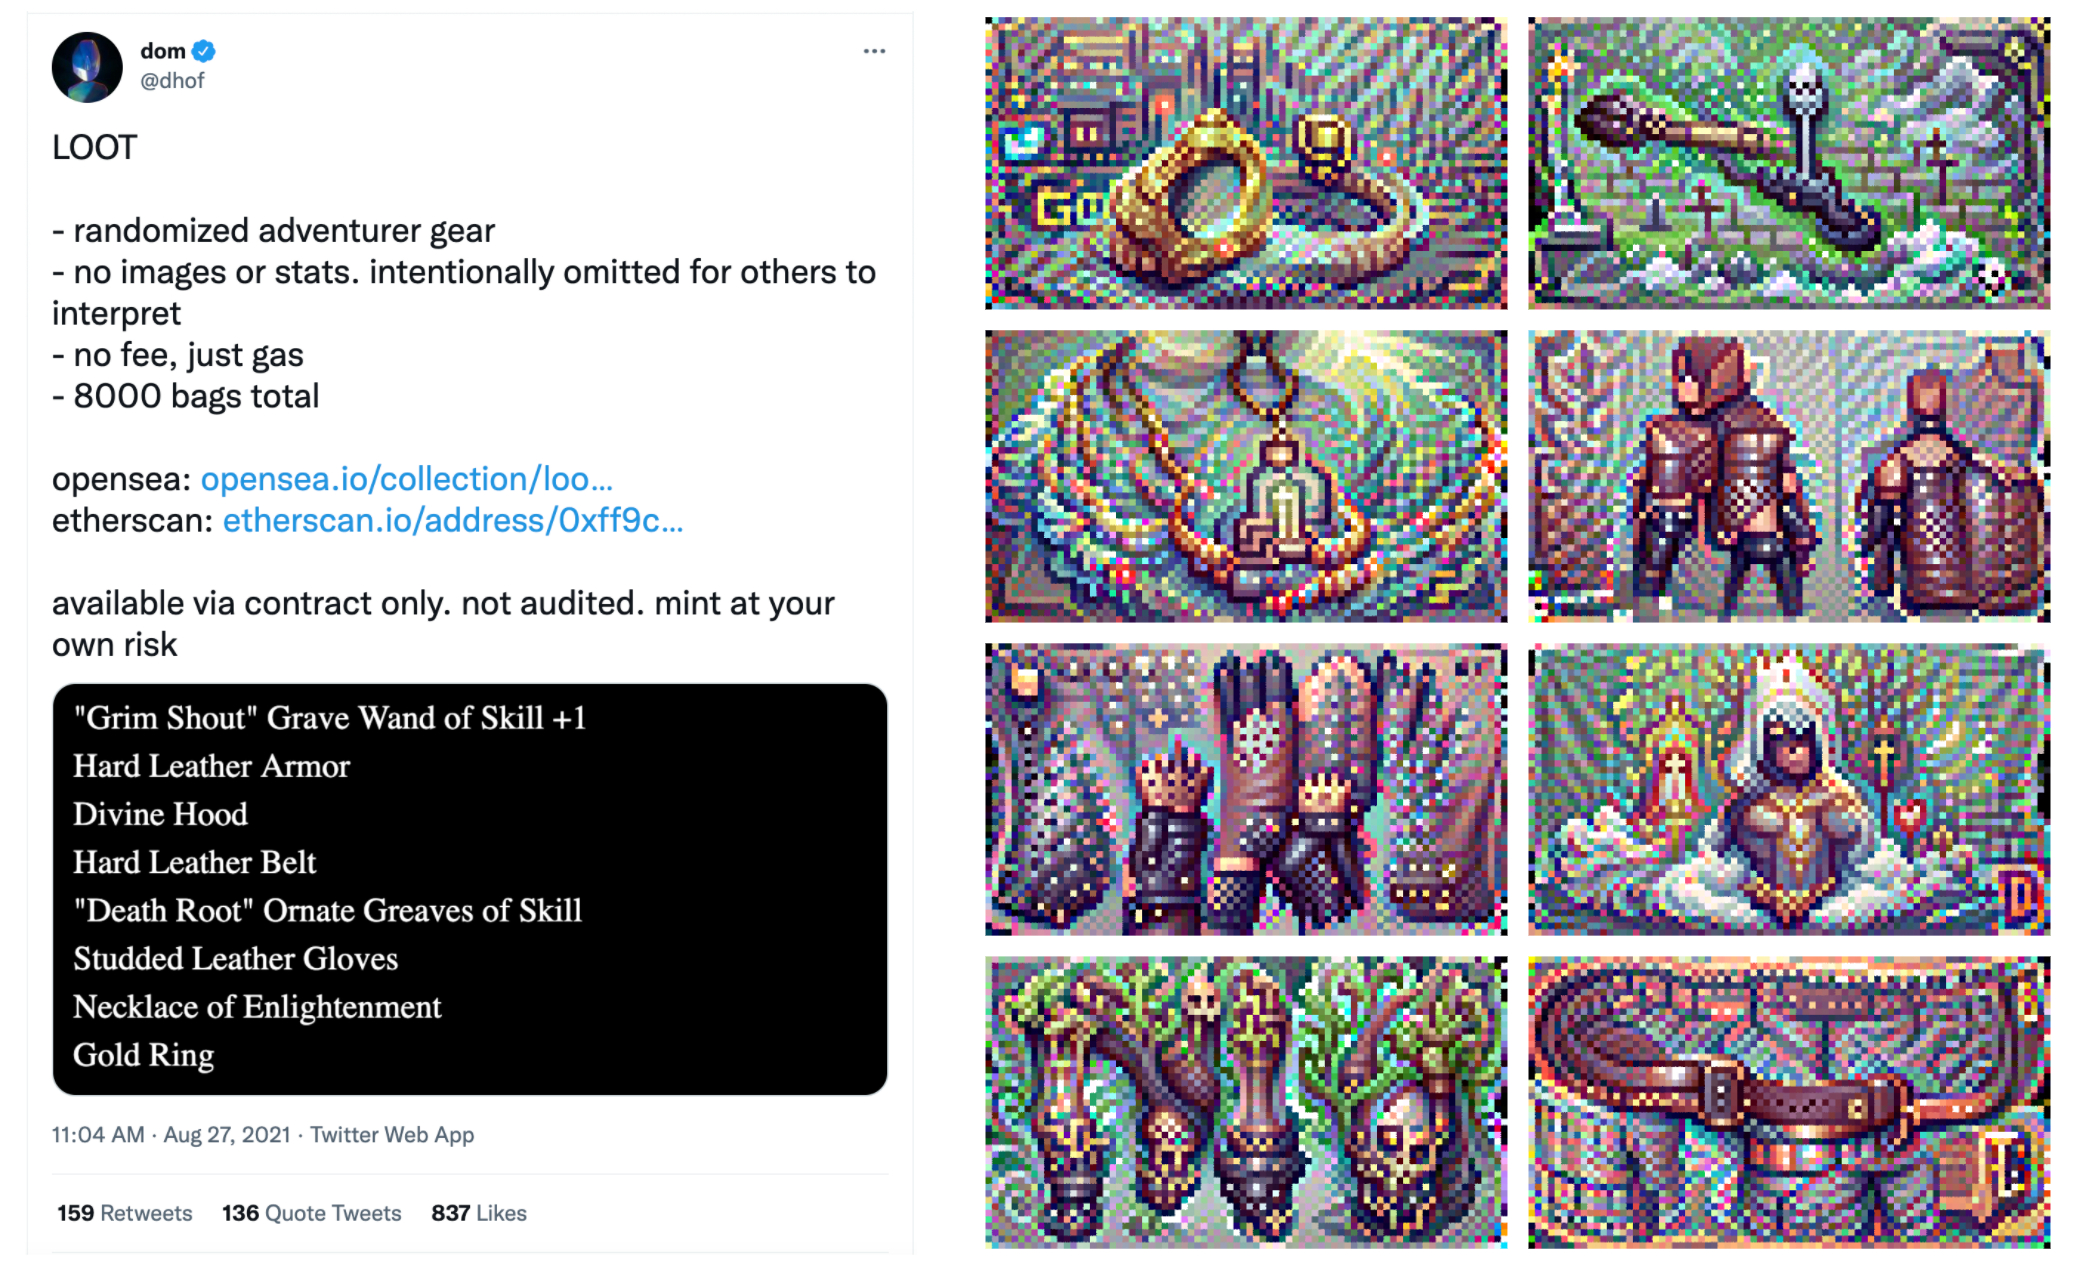 dom
@dhof
LOOT
- randomized adventurer gear
- no images or stats. intentionally omitted for others to
interpret
- no fee, just gas
- 8000 bags total
opensea: opensea.io/collection/loo...
etherscan: etherscan.io/address/0xff9c...
available via contract only. not audited. mint at your
own risk
"Grim Shout" Grave Wand of Skill +1
Hard Leather Armor
Divine Hood
Hard Leather Belt
"Death Root" Ornate Greaves of Skill
Studded Leather Gloves
Necklace of Enlightenment
Gold Ring
11:04 AM · Aug 27, 2021 · Twitter Web App
159 Retweets 136 Quote Tweets 837 Likes
Go
D